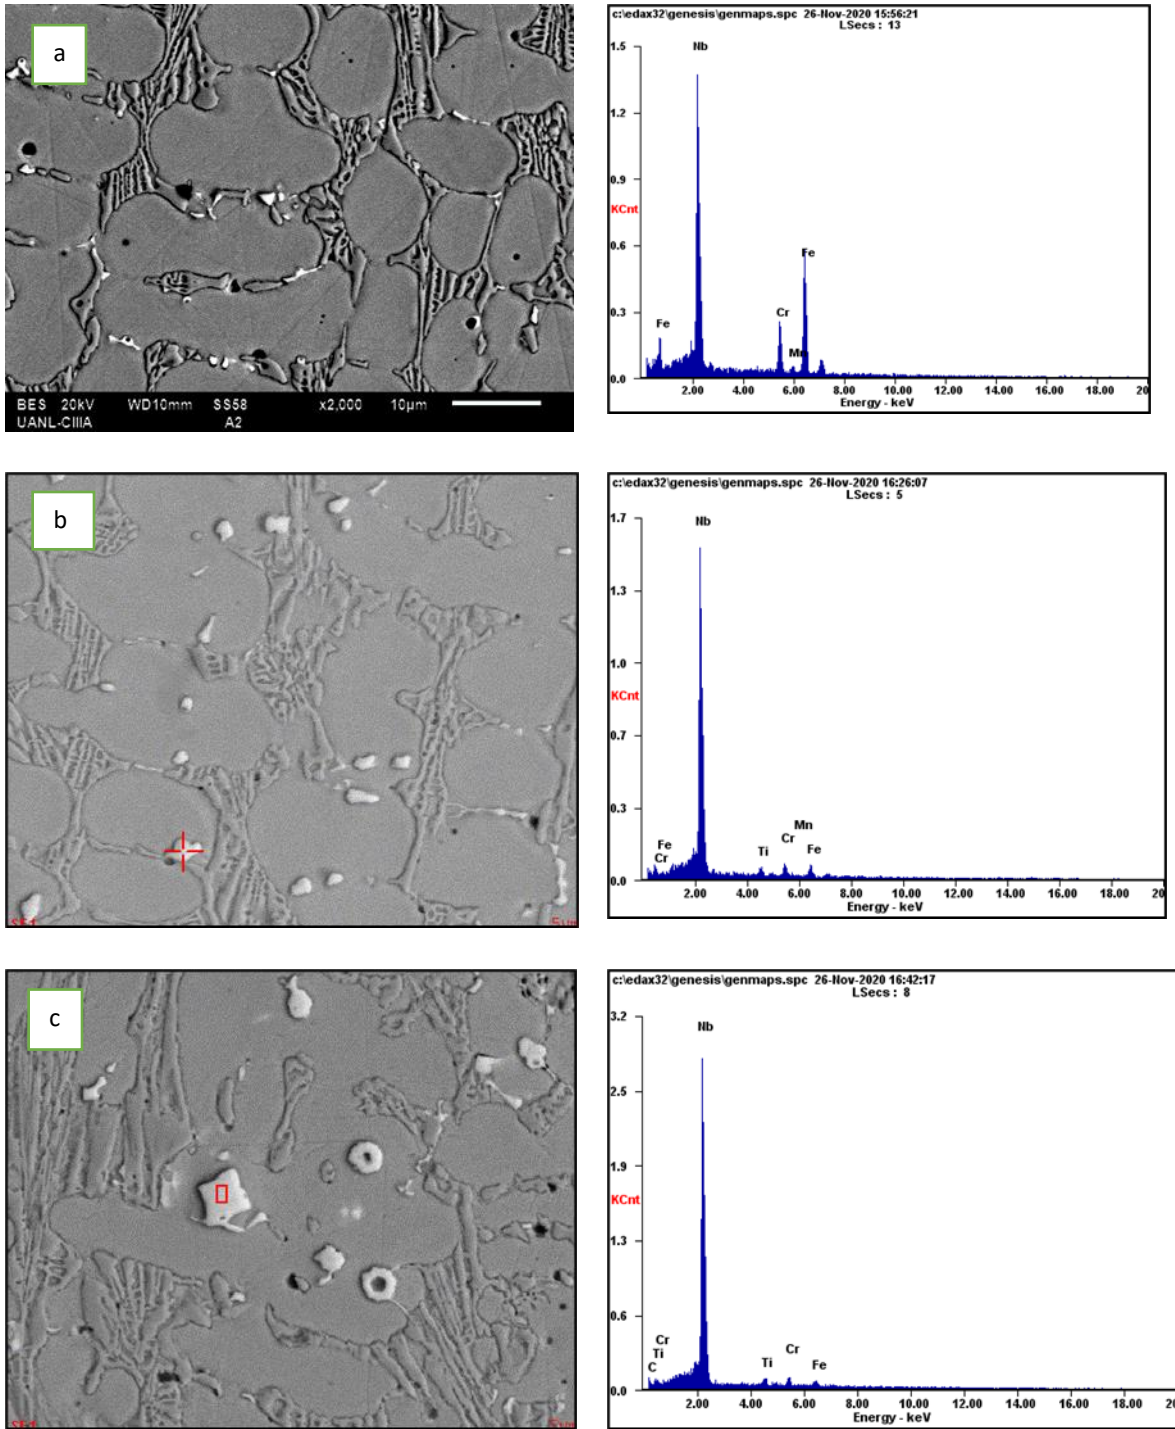 a
BES 20kV WD10mm SS58 x2,000 10µm
UANL-CIIIA A2
c:\edax32\genesis\genmaps.spc 26-Nov-2020 15:56:21
LSecs : 13
1.5
Nb
1.2
0.9
KCnt
0.6
Fe
0.3
Fe
Cr
Mn
0.0
2.00 4.00 6.00 8.00 10.00 12.00 14.00 16.00 18.00 20
Energy - keV
b
5µm
c:\edax32\genesis\genmaps.spc 26-Nov-2020 16:26:07
LSecs : 5
1.7
Nb
1.3
1.0
KCnt
0.7
0.3
Fe
Cr
Ti
Cr
Mn
Fe
0.0
2.00 4.00 6.00 8.00 10.00 12.00 14.00 16.00 18.00 20
Energy - keV
c
c:\edax32\genesis\genmaps.spc 26-Nov-2020 16:42:17
LSecs : 8
3.2
Nb
2.5
1.9
KCnt
1.3
0.6
Cr
Ti
C
Ti
Cr
Fe
0.0
2.00 4.00 6.00 8.00 10.00 12.00 14.00 16.00 18.00 20
Energy - keV